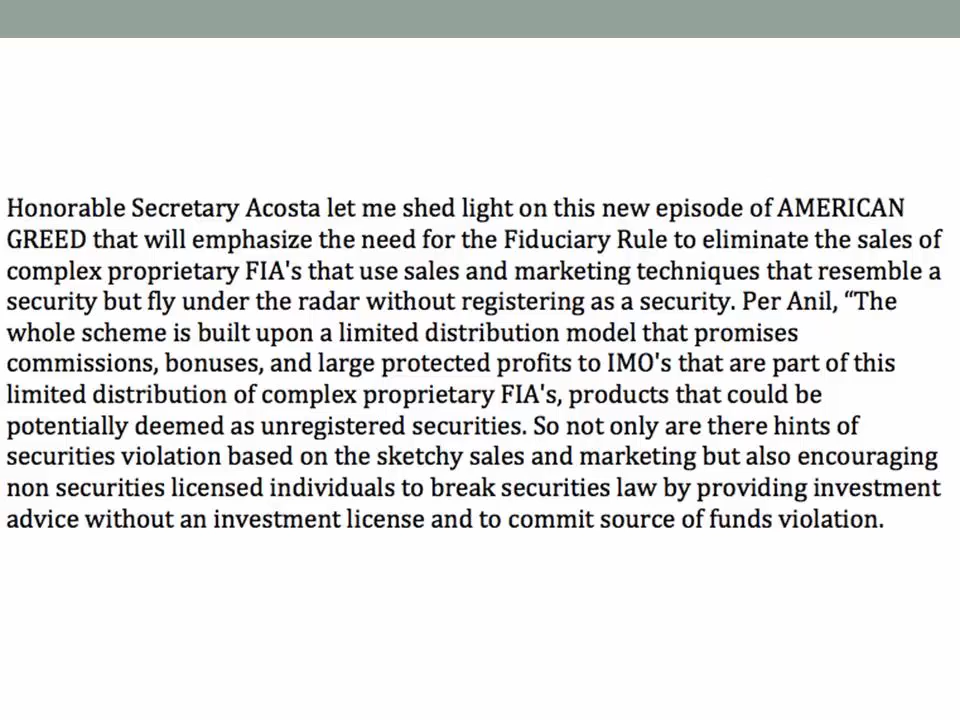 Honorable Secretary Acosta let me shed light on this new episode of AMERICAN
GREED that will emphasize the need for the Fiduciary Rule to eliminate the sales of
complex proprietary FIA's that use sales and marketing techniques that resemble a
security but fly under the radar without registering as a security. Per Anil, “The
whole scheme is built upon a limited distribution model that promises
commissions, bonuses, and large protected profits to IMO's that are part of this
limited distribution of complex proprietary FIA's, products that could be
potentially deemed as unregistered securities. So not only are there hints of
securities violation based on the sketchy sales and marketing but also encouraging
non securities licensed individuals to break securities law by providing investment
advice without an investment license and to commit source of funds violation.